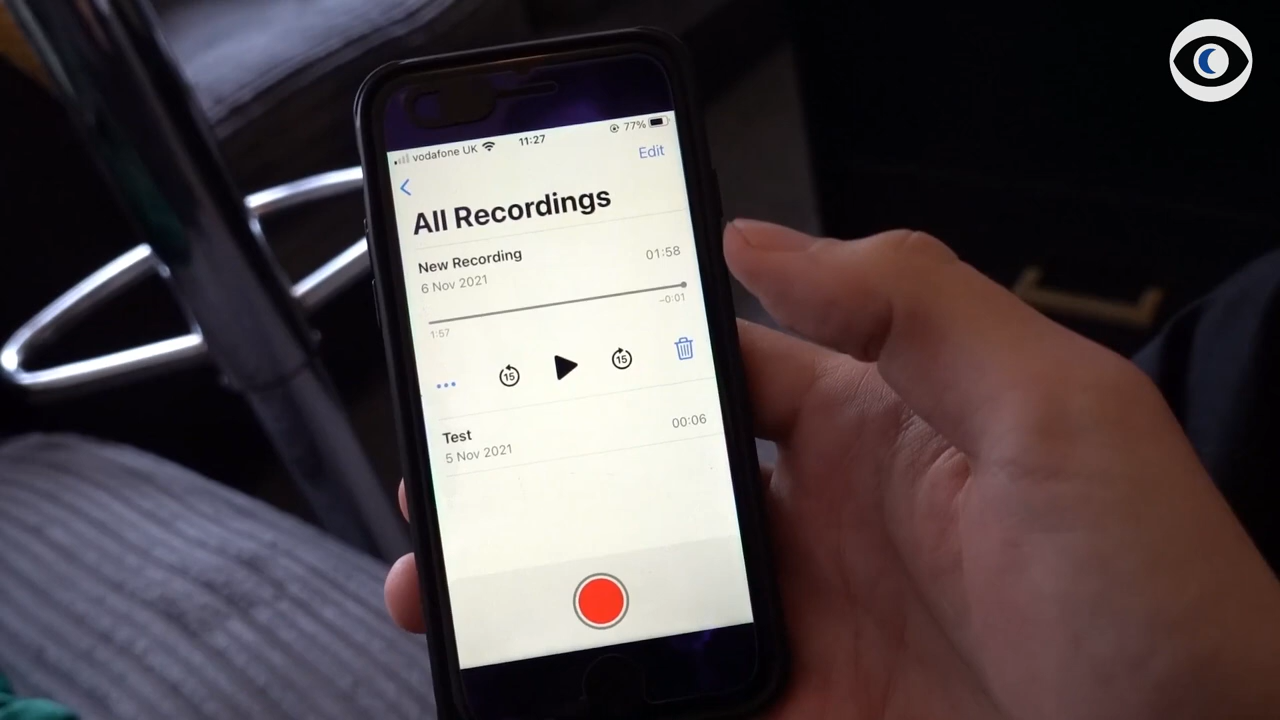 vodafone UK 11:27 77%
Edit
All Recordings
New Recording 01:58
6 Nov 2021
1:57 −0:01
15 15
Test 00:06
5 Nov 2021